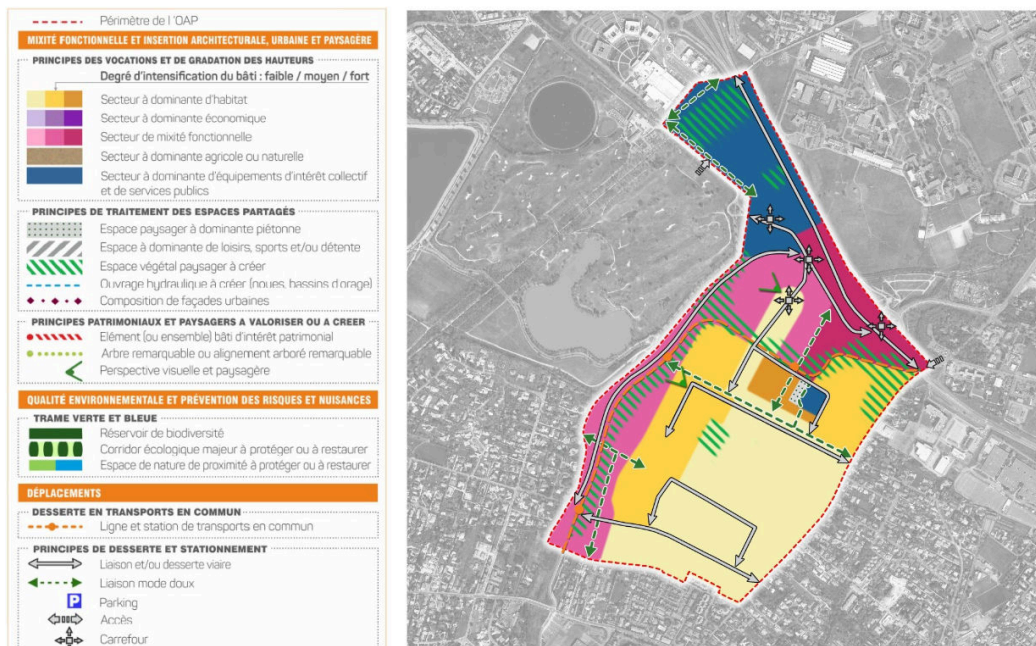 Périmètre de l 'OAP
MIXITÉ FONCTIONNELLE ET INSERTION ARCHITECTURALE, URBAINE ET PAYSAGÈRE
PRINCIPES DES VOCATIONS ET DE GRADATION DES HAUTEURS
Degré d'intensification du bâti : faible / moyen / fort
Secteur à dominante d'habitat
Secteur à dominante économique
Secteur de mixité fonctionnelle
Secteur à dominante agricole ou naturelle
Secteur à dominante d'équipements d'intérêt collectif
et de services publics
PRINCIPES DE TRAITEMENT DES ESPACES PARTAGÉS
Espace paysager à dominante piétonne
Espace à dominante de loisirs, sports et/ou détente
Espace végétal paysager à créer
Ouvrage hydraulique à créer (noues, bassins d'orage)
Composition de façades urbaines
PRINCIPES PATRIMONIAUX ET PAYSAGERS A VALORISER OU A CREER
Elément (ou ensemble) bâti d'intérêt patrimonial
Arbre remarquable ou alignement arboré remarquable
Perspective visuelle et paysagère
QUALITÉ ENVIRONNEMENTALE ET PRÉVENTION DES RISQUES ET NUISANCES
TRAME VERTE ET BLEUE
Réservoir de biodiversité
Corridor écologique majeur à protéger ou à restaurer
Espace de nature de proximité à protéger ou à restaurer
DÉPLACEMENTS
DESSERTE EN TRANSPORTS EN COMMUN
Ligne et station de transports en commun
PRINCIPES DE DESSERTE ET STATIONNEMENT
Liaison et/ou desserte viaire
Liaison mode doux
P Parking
Accès
Carrefour